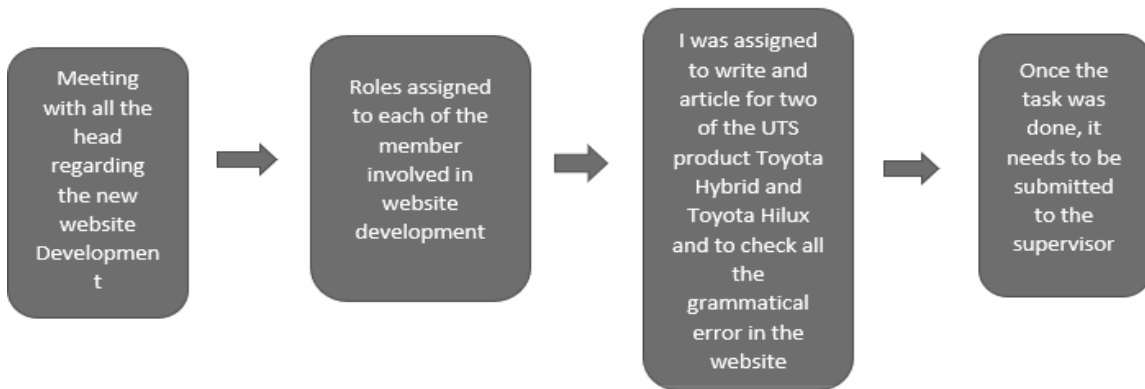 Meeting
with all the
head
regarding
the new
website
Developmen
t
Roles assigned
to each of the
member
involved in
website
development
I was assigned
to write and
article for two
of the UTS
product Toyota
Hybrid and
Toyota Hilux
and to check all
the
grammatical
error in the
website
Once the
task was
done, it
needs to be
submitted
to the
supervisor